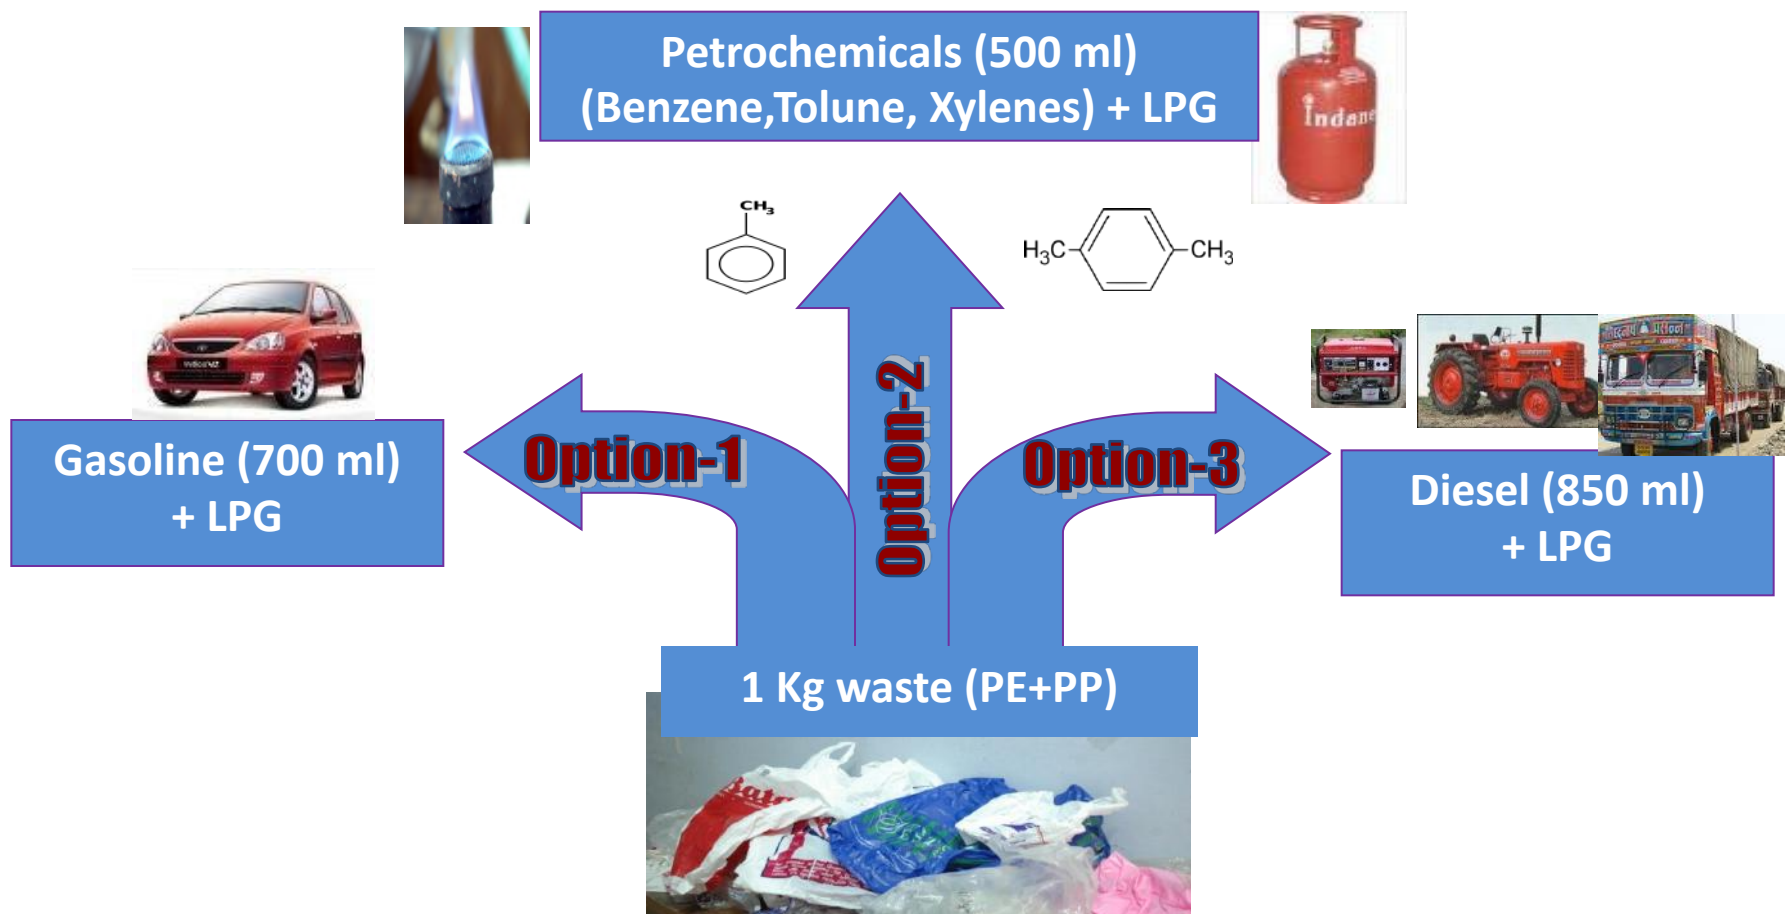 Petrochemicals (500 ml)
(Benzene,Tolune, Xylenes) + LPG
Indane
CH₃
H₃C
CH₃
Gasoline (700 ml)
+ LPG
Option-1
Option-2
Option-3
Diesel (850 ml)
+ LPG
1 Kg waste (PE+PP)
Bata